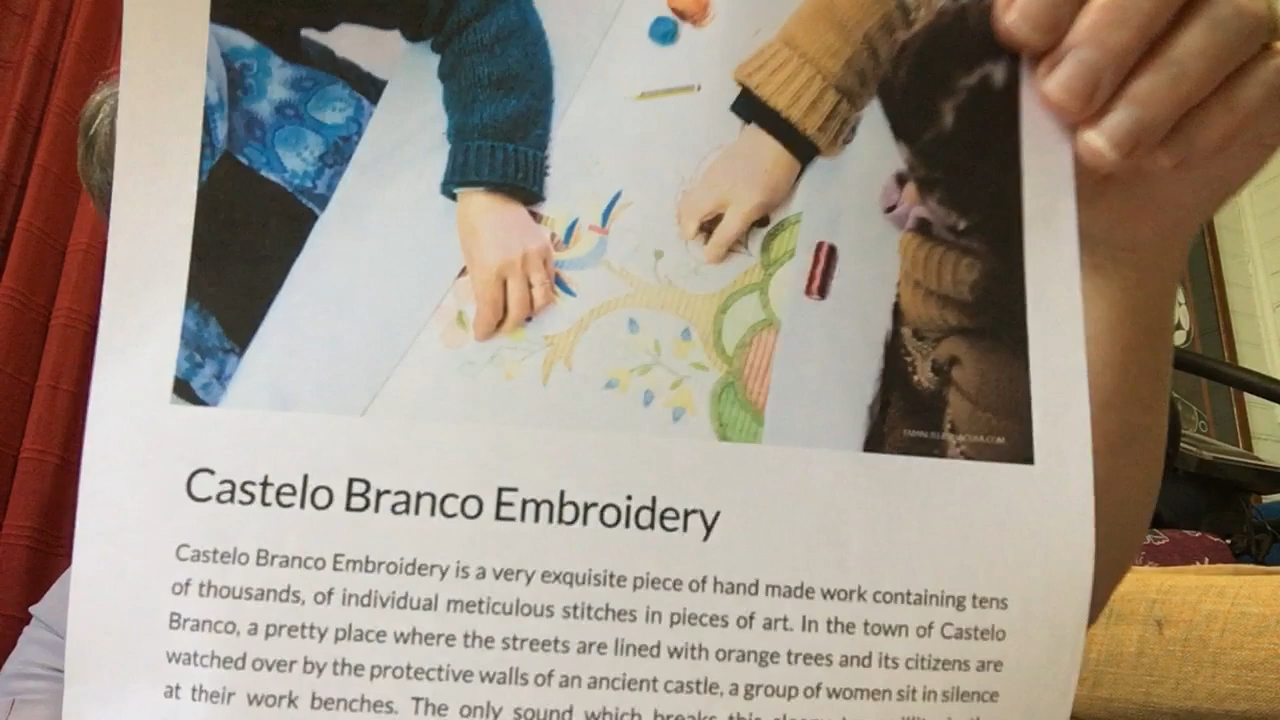 Castelo Branco Embroidery
Castelo Branco Embroidery is a very exquisite piece of hand made work containing tens
of thousands, of individual meticulous stitches in pieces of art. In the town of Castelo
Branco, a pretty place where the streets are lined with orange trees and its citizens are
watched over by the protective walls of an ancient castle, a group of women sit in silence
at their work benches. The only sound which breaks this